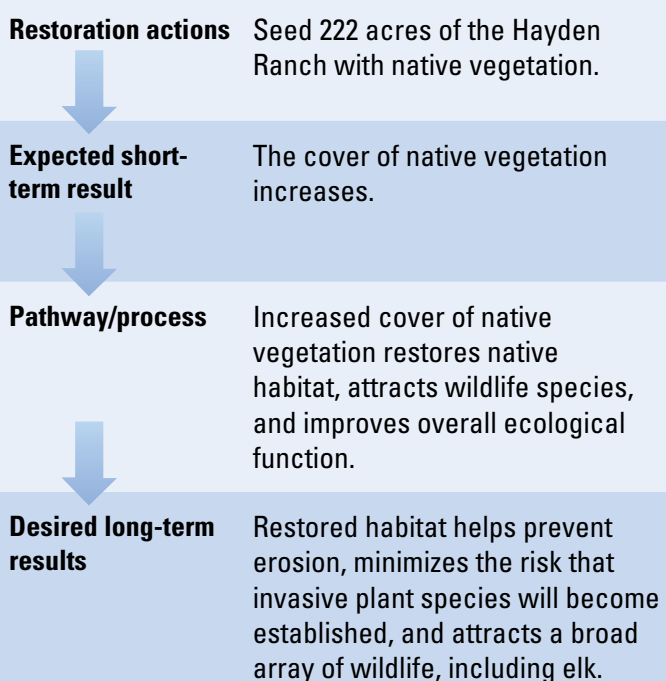 Restoration actions
Seed 222 acres of the Hayden
Ranch with native vegetation.
Expected short-
term result
The cover of native vegetation
increases.
Pathway/process
Increased cover of native
vegetation restores native
habitat, attracts wildlife species,
and improves overall ecological
function.
Desired long-term
results
Restored habitat helps prevent
erosion, minimizes the risk that
invasive plant species will become
established, and attracts a broad
array of wildlife, including elk.